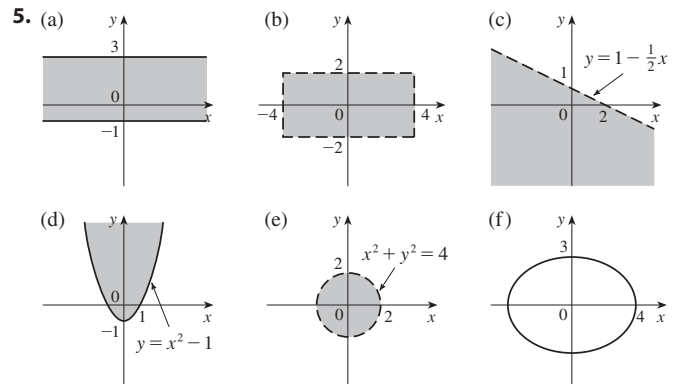 5. (a)
y
3
0
x
−1
(b)
y
2
−4
0
4 x
−2
(c)
y
y = 1 − ½x
1
0
2
x
(d)
y
0
1
x
−1
y = x² − 1
(e)
y
x² + y² = 4
2
0
2
x
(f)
y
3
0
4 x